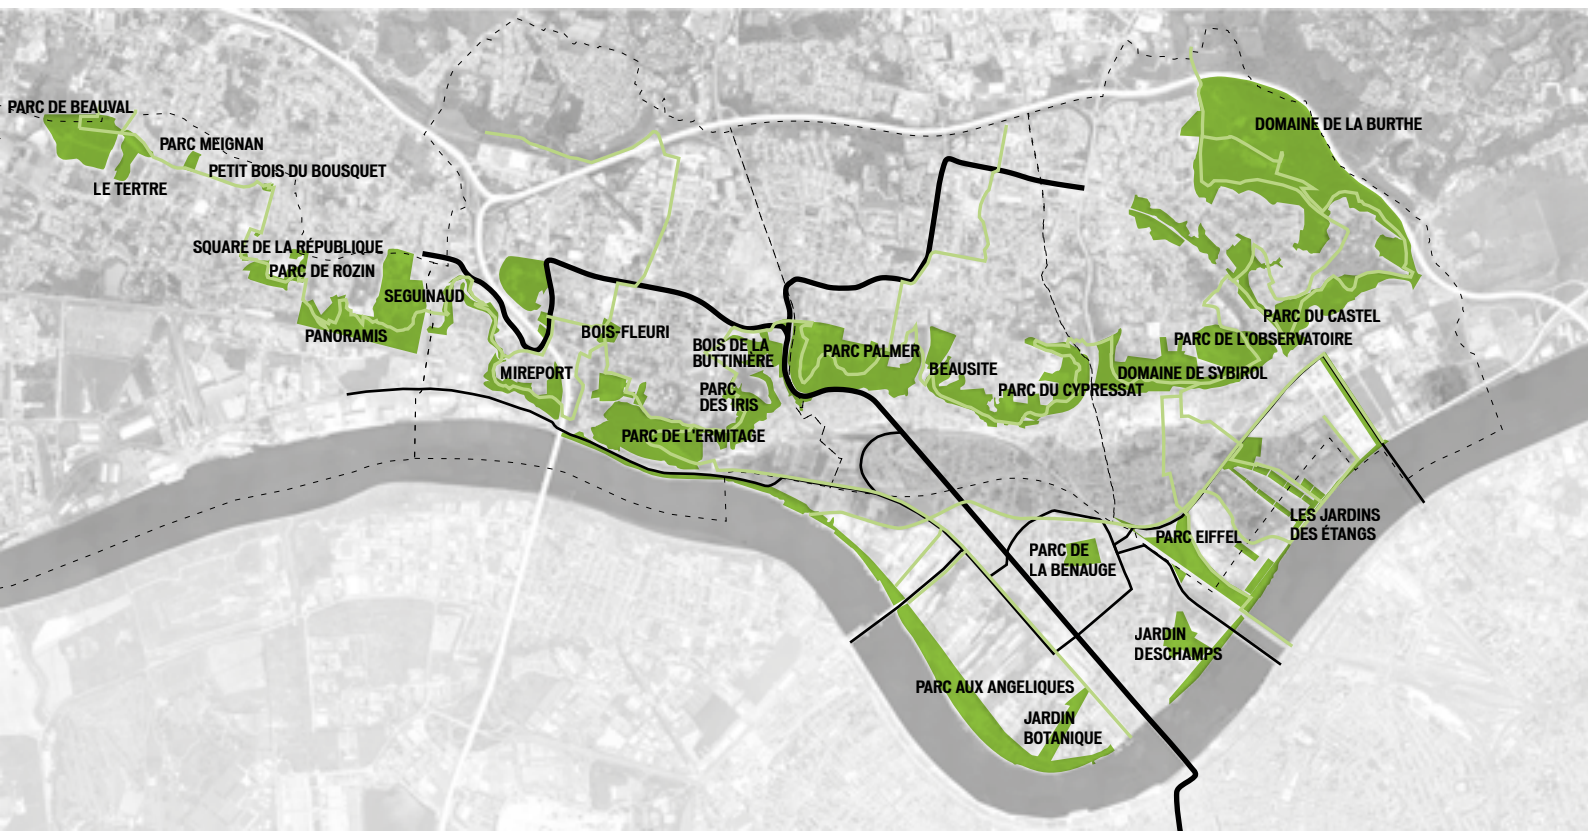 PARC DE BEAUVAL
PARC MEIGNAN
PETIT BOIS DU BOUSQUET
LE TERTRE
SQUARE DE LA RÉPUBLIQUE
PARC DE ROZIN
SEGUINAUD
PANORAMIS
BOIS-FLEURI
MIREPORT
BOIS DE LA
BUTTINIÈRE
PARC
DES IRIS
PARC DE L'ERMITAGE
PARC PALMER
BEAUSITE
PARC DU CYPRESSAT
DOMAINE DE LA BURTHE
PARC DU CASTEL
PARC DE L'OBSERVATOIRE
DOMAINE DE SYBIROL
LES JARDINS
DES ÉTANGS
PARC EIFFEL
PARC DE
LA BENAUGE
JARDIN
DESCHAMPS
PARC AUX ANGELIQUES
JARDIN
BOTANIQUE